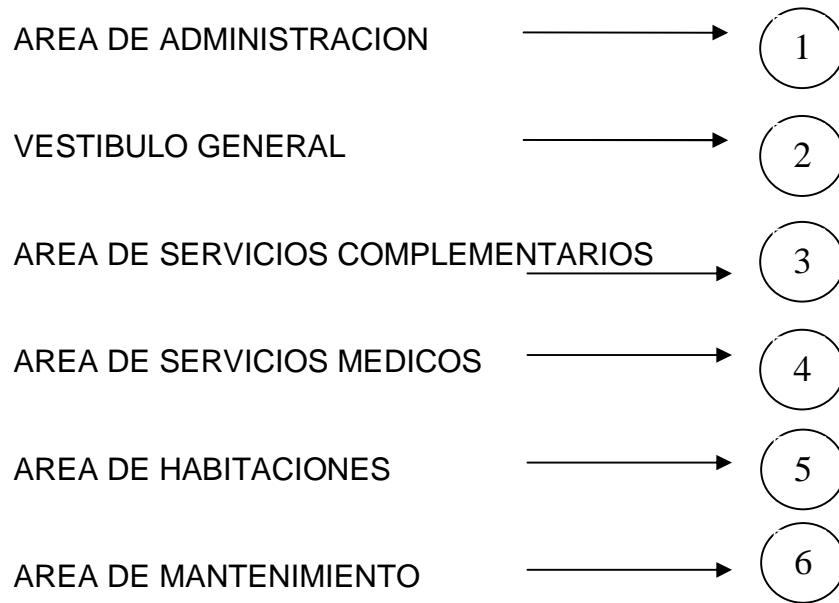 AREA DE ADMINISTRACION 1
VESTIBULO GENERAL 2
AREA DE SERVICIOS COMPLEMENTARIOS 3
AREA DE SERVICIOS MEDICOS 4
AREA DE HABITACIONES 5
AREA DE MANTENIMIENTO 6